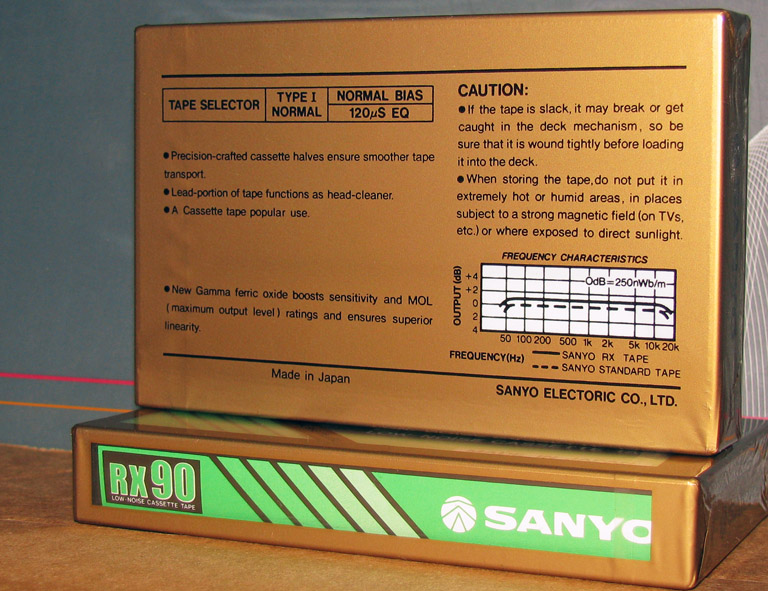 TAPE SELECTOR
TYPE I
NORMAL
NORMAL BIAS
120µS EQ
●Precision-crafted cassette halves ensure smoother tape
transport.
●Lead-portion of tape functions as head-cleaner.
●A Cassette tape popular use.
●New Gamma ferric oxide boosts sensitivity and MOL
(maximum output level) ratings and ensures superior
linearity.
CAUTION:
●If the tape is slack, it may break or get
caught in the deck mechanism, so be
sure that it is wound tightly before loading
it into the deck.
●When storing the tape, do not put it in
extremely hot or humid areas, in places
subject to a strong magnetic field (on TVs,
etc.) or where exposed to direct sunlight.
FREQUENCY CHARACTERISTICS
OUTPUT (dB)
+4
+2
0
2
4
OdB=250nWb/m
50 100 200 500 1k 2k 5k 10k 20k
FREQUENCY(Hz)
SANYO RX TAPE
SANYO STANDARD TAPE
Made in Japan
SANYO ELECTORIC CO., LTD.
RX90
LOW-NOISE CASSETTE TAPE
SANYO